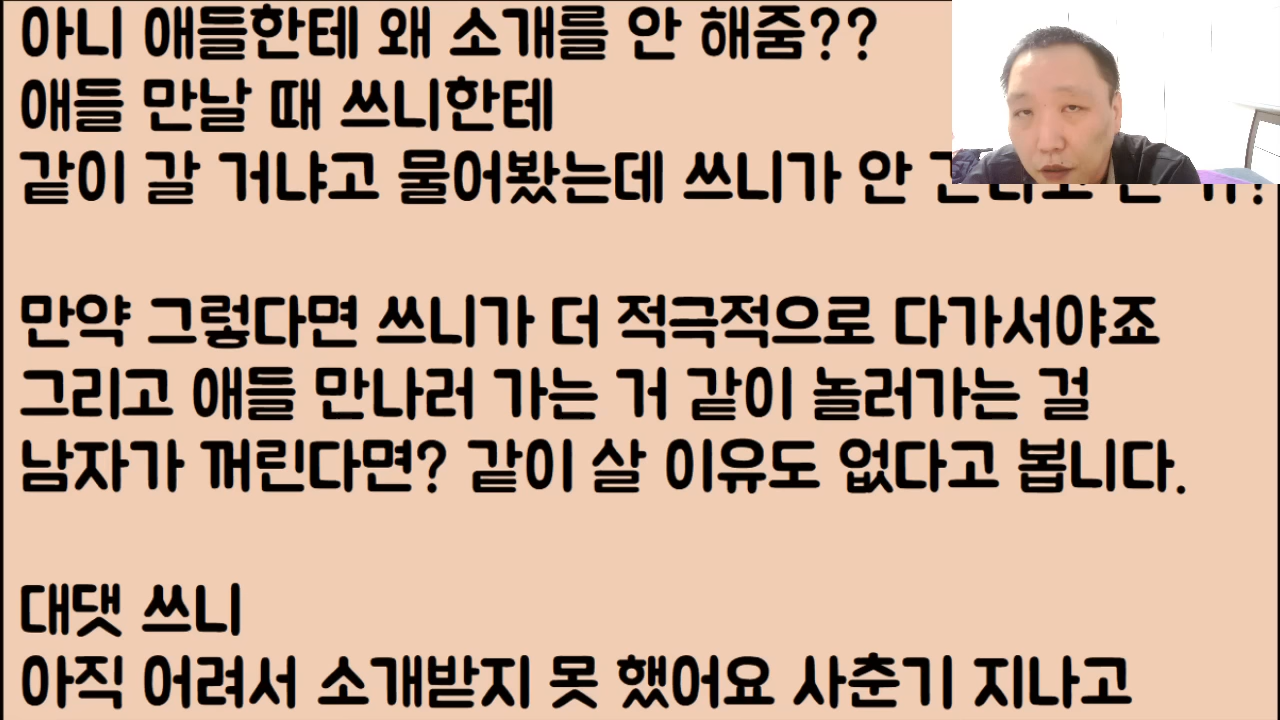 아니 애들한테 왜 소개를 안 해줌??
애들 만날 때 쓰니한테
같이 갈 거냐고 물어봤는데 쓰니가 안
만약 그렇다면 쓰니가 더 적극적으로 다가서야죠
그리고 애들 만나러 가는 거 같이 놀러가는 걸
남자가 꺼린다면? 같이 살 이유도 없다고 봅니다.
대댓 쓰니
아직 어려서 소개받지 못 했어요 사춘기 지나고